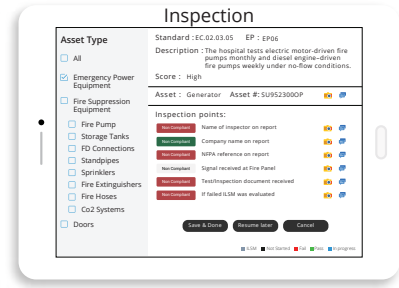 Inspection
Asset Type
All
Emergency Power
Equipment
Fire Suppression
Equipment
Fire Pump
Storage Tanks
FD Connections
Standpipes
Sprinklers
Fire Extinguishers
Fire Hoses
Co2 Systems
Doors
Standard : EC.02.03.05 EP : EP06
Description : The hospital tests electric motor-driven fire
pumps monthly and diesel engine-driven
fire pumps weekly under no-flow conditions.
Score : High
Asset : Generator Asset #: SU952300OP
Inspection points:
Non Compliant Name of inspector on report
Non Compliant Company name on report
Non Compliant NFPA reference on report
Non Compliant Signal received at Fire Panel
Non Compliant Test/Inspection document received
Non Compliant If failed ILSM was evaluated
Save & Done Resume later Cancel
ILSM Not Started Fail Pass In progress